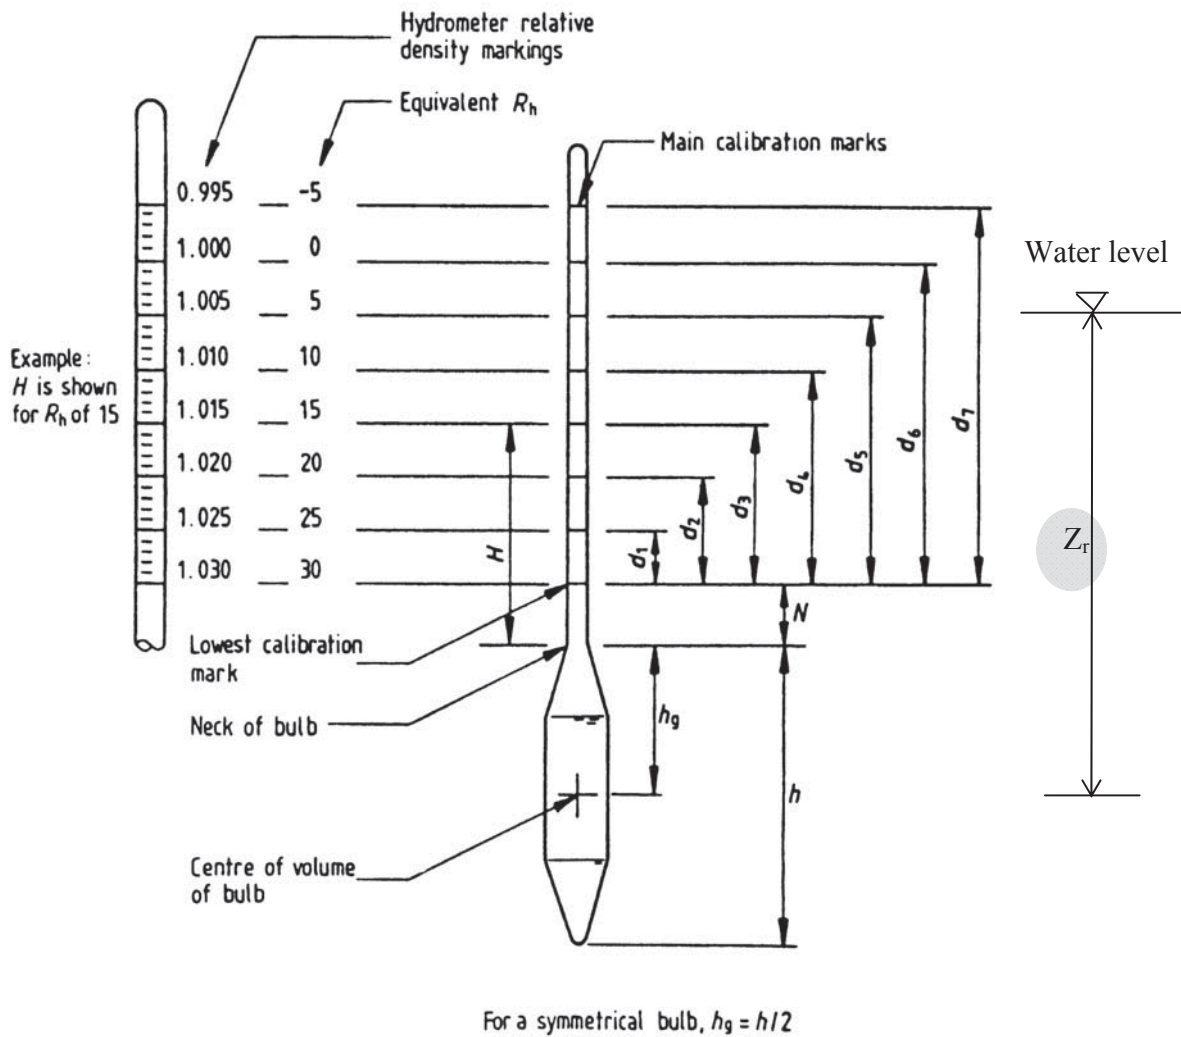 Hydrometer relative
density markings
Equivalent Rh
Main calibration marks
0.995 -5
1.000 0
Water level
1.005 5
Example:
H is shown
for Rh of 15
1.010 10
1.015 15
1.020 20
1.025 25
1.030 30
H
d1
d2
d3
d4
d5
d6
d7
Zr
N
Lowest calibration
mark
Neck of bulb
hg
h
Centre of volume
of bulb
For a symmetrical bulb, hg = h/2